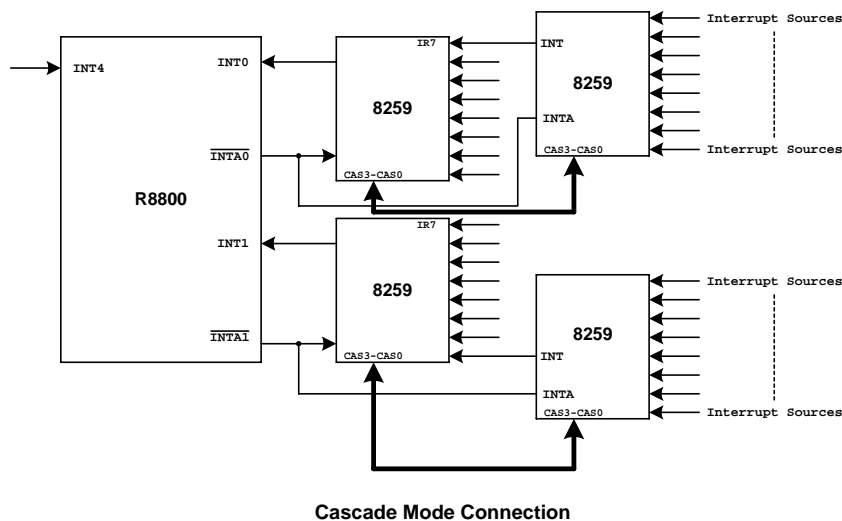 Interrupt Sources
IR7
INT
INT4
INT0
8259
8259
INTA
INTA0
CAS3-CAS0
Interrupt Sources
CAS3-CAS0
R8800
IR7
INT1
Interrupt Sources
8259
8259
INTA1
CAS3-CAS0
INT
INTA
CAS3-CAS0
Interrupt Sources
Cascade Mode Connection